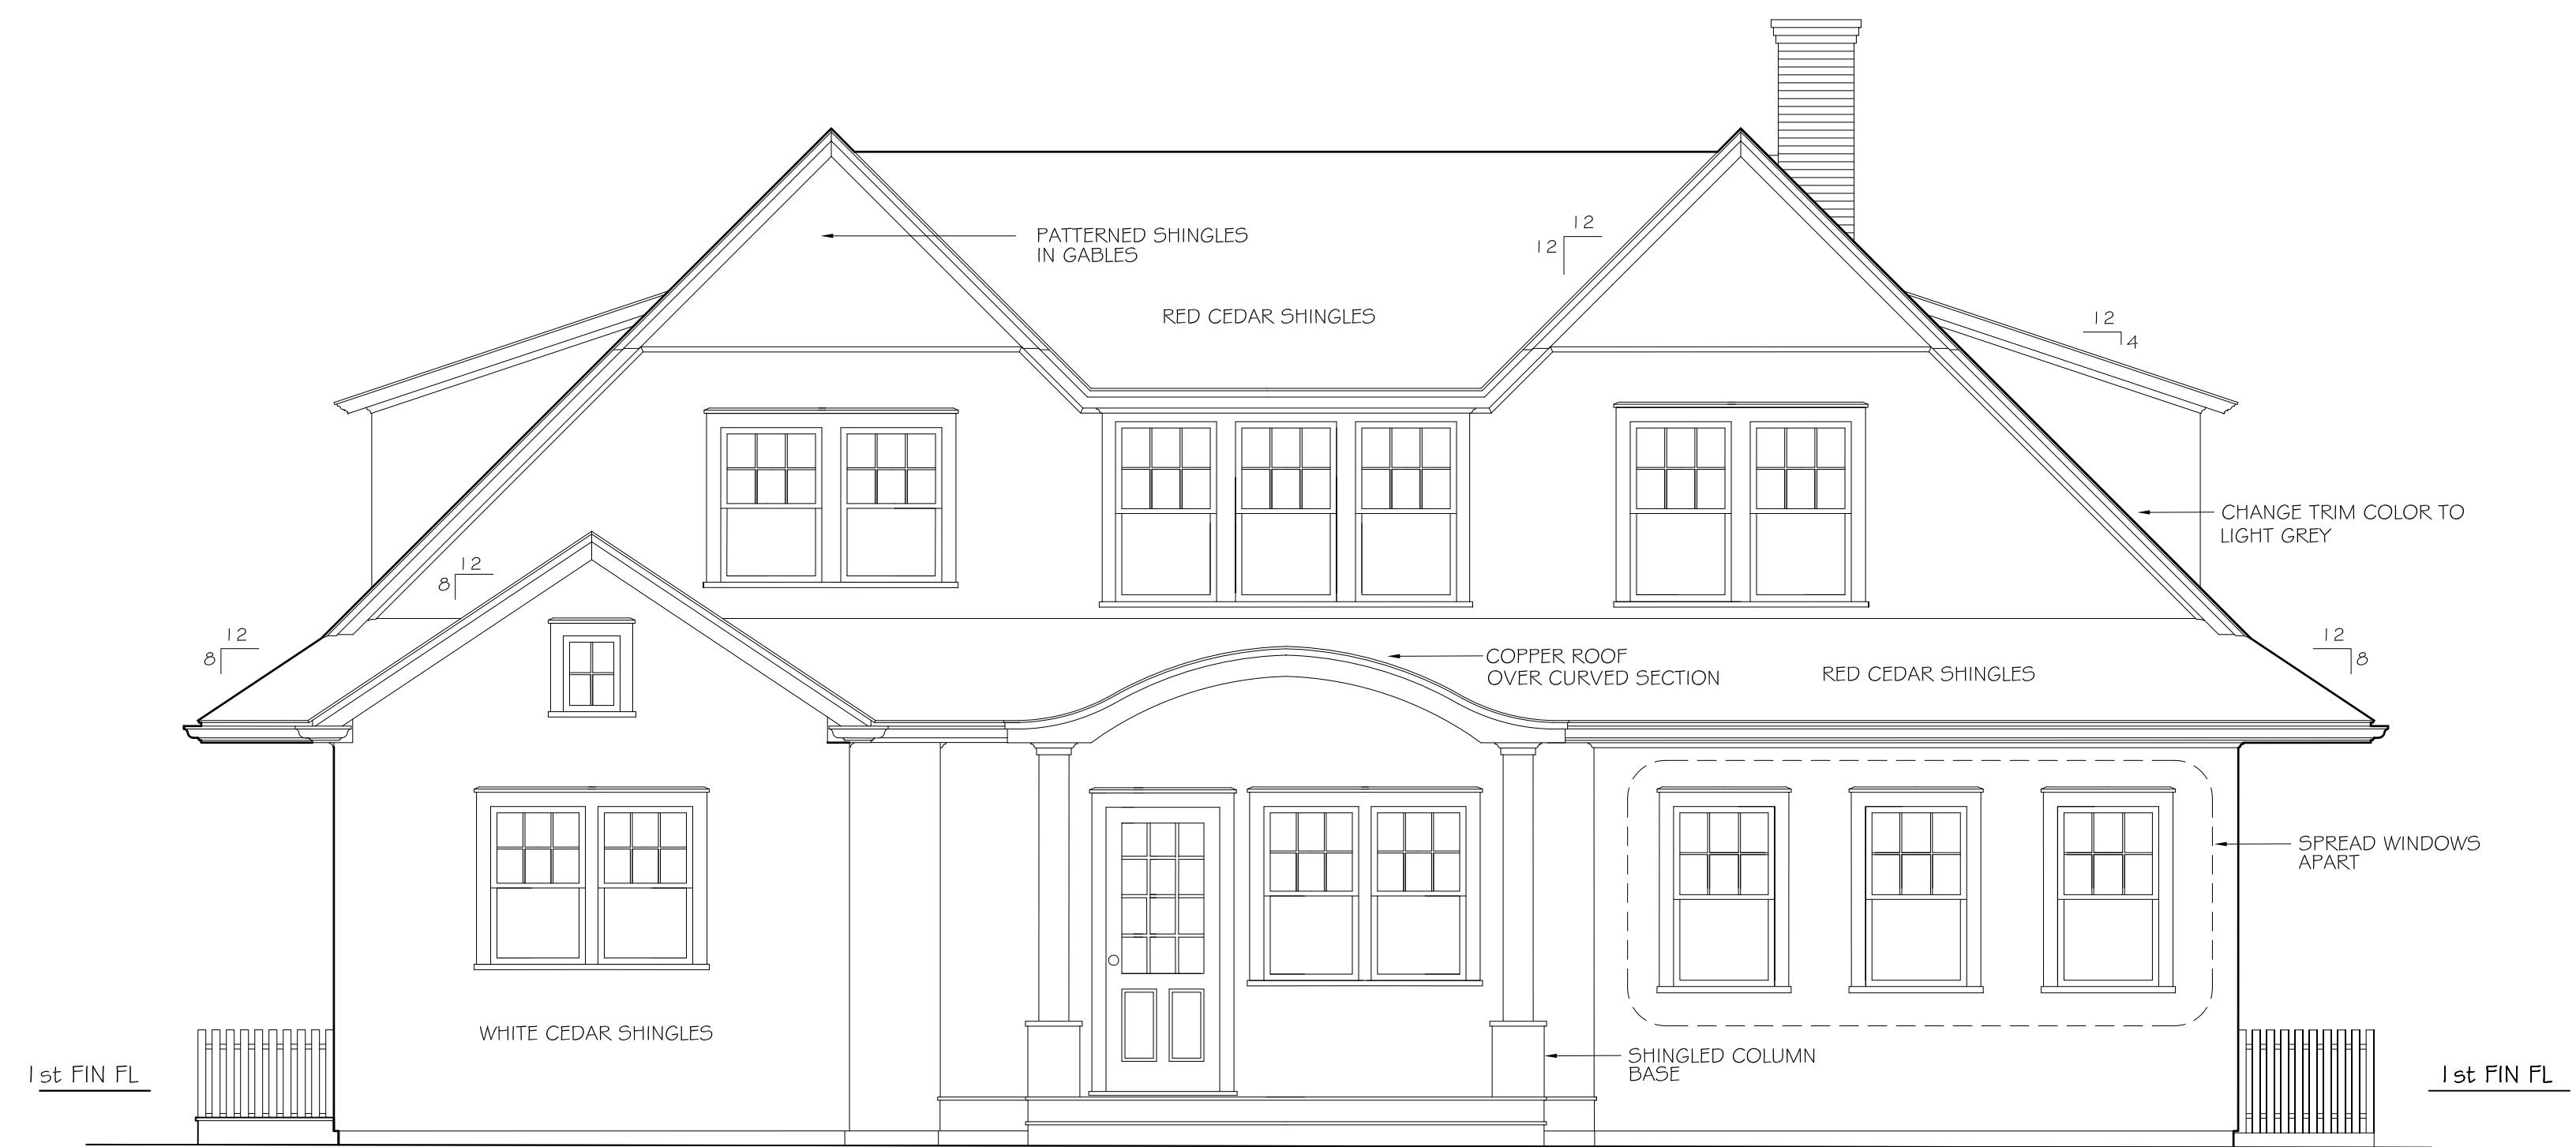 12
12
PATTERNED SHINGLES
IN GABLES
RED CEDAR SHINGLES
12
4
CHANGE TRIM COLOR TO
LIGHT GREY
12
8
12
8
12
8
COPPER ROOF
OVER CURVED SECTION
RED CEDAR SHINGLES
SPREAD WINDOWS
APART
WHITE CEDAR SHINGLES
SHINGLED COLUMN
BASE
1st FIN FL
1st FIN FL